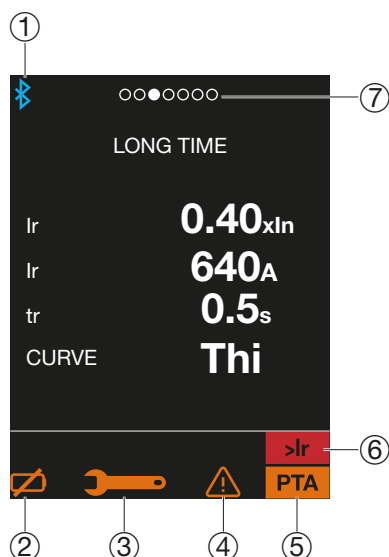 ①
⑦
LONG TIME
Ir 0.40xIn
Ir 640A
tr 0.5s
CURVE Thi
>Ir
⑥
PTA
② ③ ④ ⑤